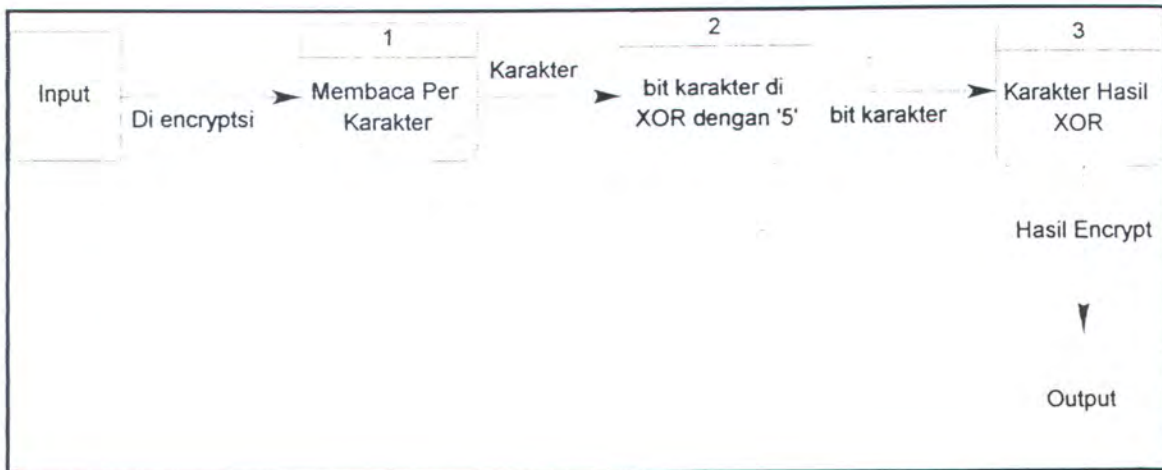 Input
Di encryptsi
1
Membaca Per
Karakter
Karakter
2
bit karakter di
XOR dengan '5'
bit karakter
3
Karakter Hasil
XOR
Hasil Encrypt
Output